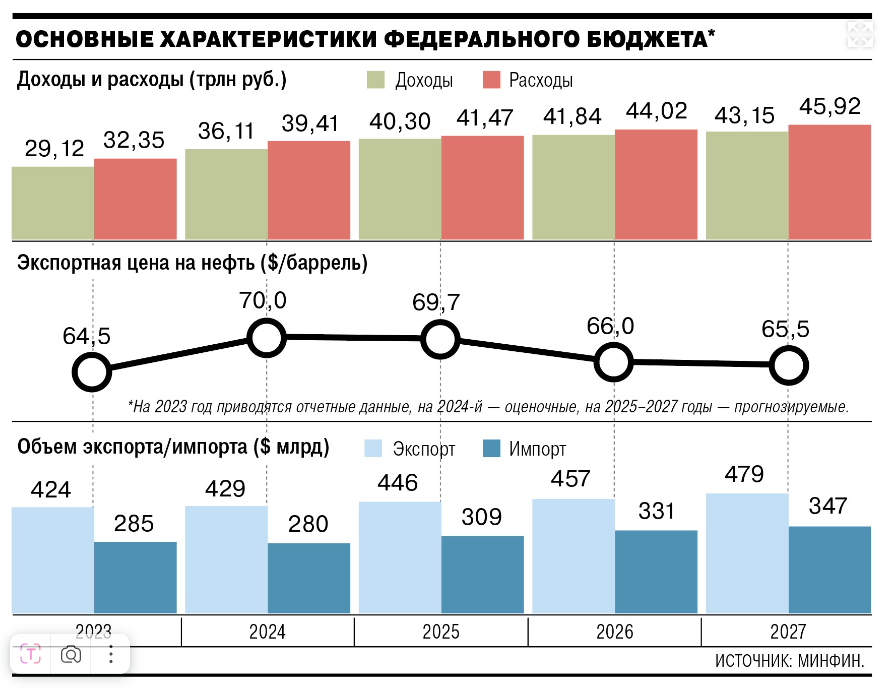 ОСНОВНЫЕ ХАРАКТЕРИСТИКИ ФЕДЕРАЛЬНОГО БЮДЖЕТА*
Доходы и расходы (трлн руб.) Доходы Расходы
29,12 32,35 36,11 39,41 40,30 41,47 41,84 44,02 43,15 45,92
Экспортная цена на нефть ($/баррель)
64,5 70,0 69,7 66,0 65,5
*На 2023 год приводятся отчетные данные, на 2024-й — оценочные, на 2025–2027 годы — прогнозируемые.
Объем экспорта/импорта ($ млрд) Экспорт Импорт
424 285 429 280 446 309 457 331 479 347
2023 2024 2025 2026 2027
T
ИСТОЧНИК: МИНФИН.